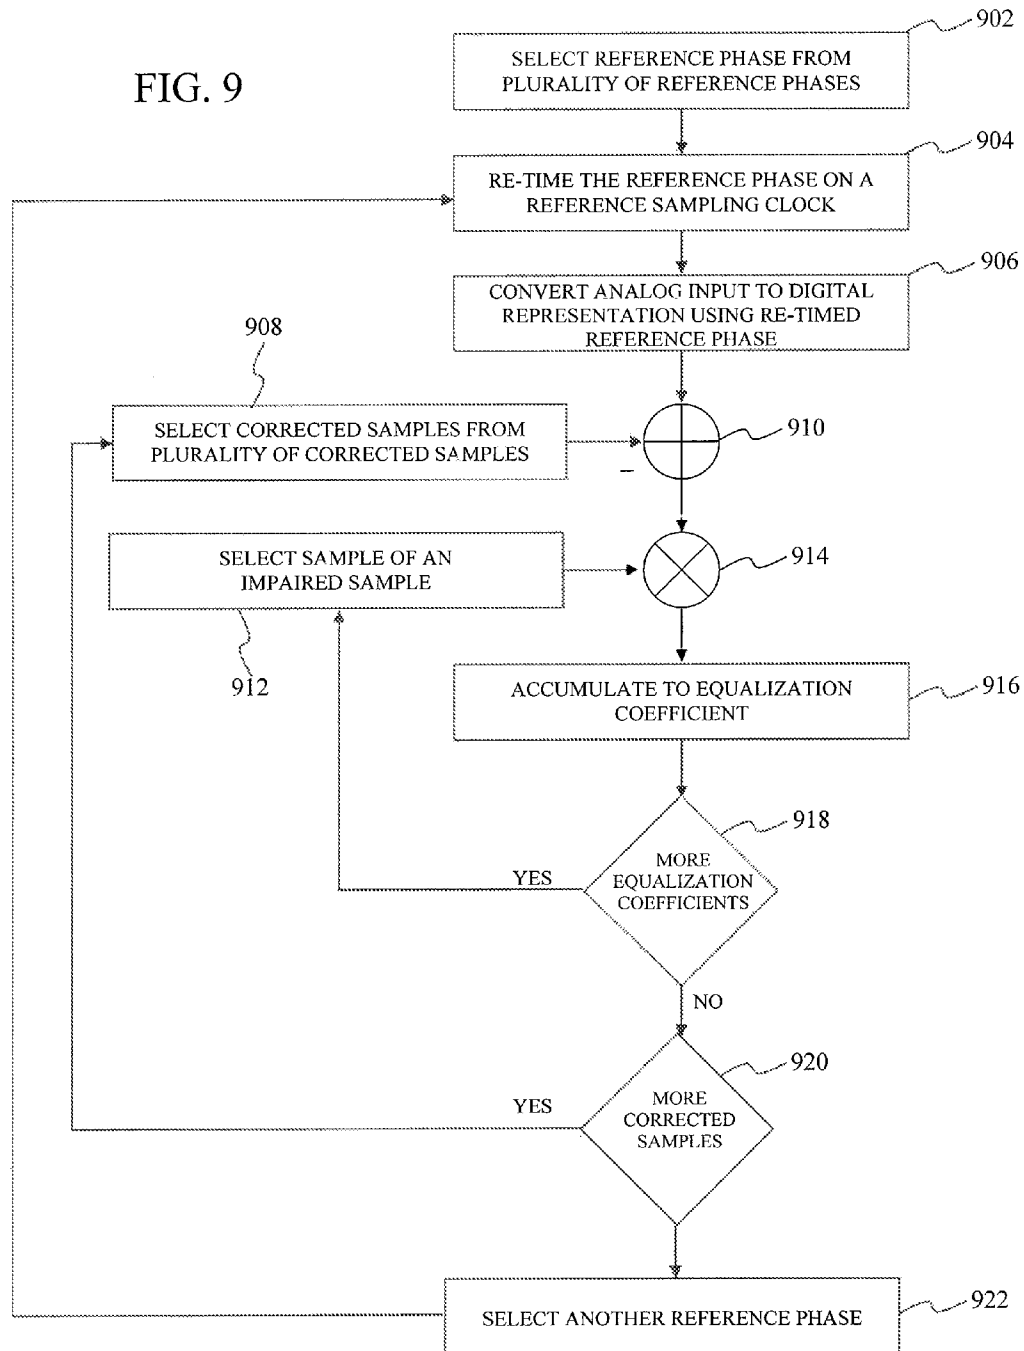 FIG. 9
902
SELECT REFERENCE PHASE FROM
PLURALITY OF REFERENCE PHASES
904
RE-TIME THE REFERENCE PHASE ON A
REFERENCE SAMPLING CLOCK
906
CONVERT ANALOG INPUT TO DIGITAL
REPRESENTATION USING RE-TIMED
REFERENCE PHASE
908
SELECT CORRECTED SAMPLES FROM
PLURALITY OF CORRECTED SAMPLES
910
–
SELECT SAMPLE OF AN
IMPAIRED SAMPLE
914
912
ACCUMULATE TO EQUALIZATION
COEFFICIENT
916
918
MORE
EQUALIZATION
COEFFICIENTS
YES
NO
920
MORE
CORRECTED
SAMPLES
YES
SELECT ANOTHER REFERENCE PHASE
922